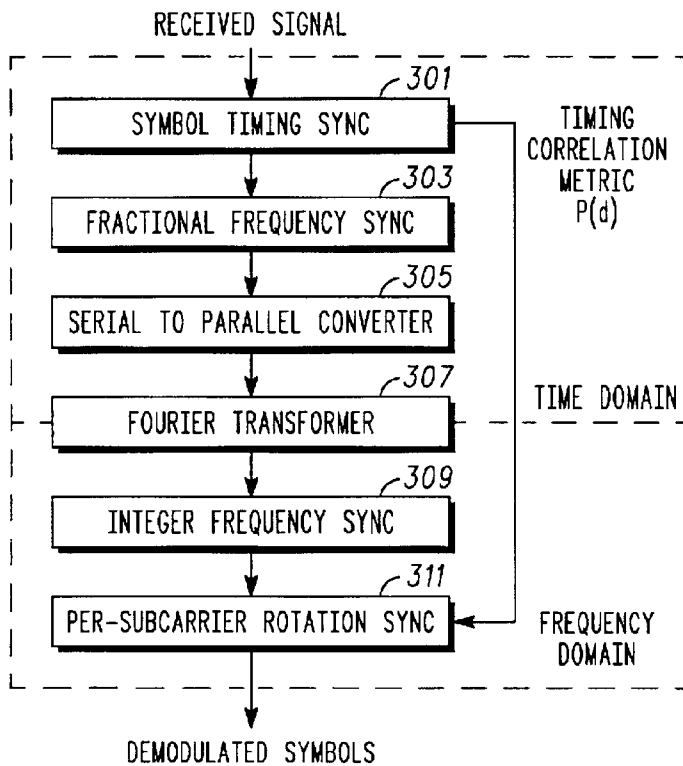 RECEIVED SIGNAL
301
SYMBOL TIMING SYNC
TIMING
CORRELATION
METRIC
P(d)
303
FRACTIONAL FREQUENCY SYNC
305
SERIAL TO PARALLEL CONVERTER
307
FOURIER TRANSFORMER
TIME DOMAIN
309
INTEGER FREQUENCY SYNC
311
PER-SUBCARRIER ROTATION SYNC
FREQUENCY
DOMAIN
DEMODULATED SYMBOLS